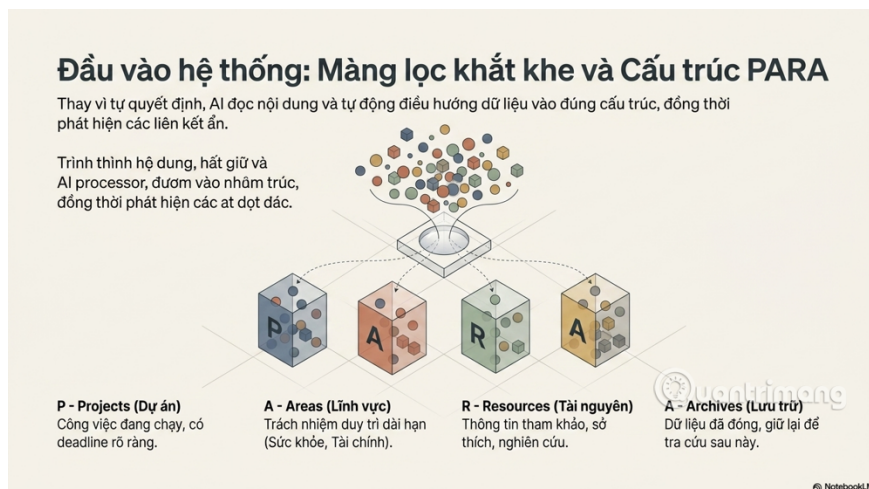 Đầu vào hệ thống: Màng lọc khắt khe và Cấu trúc PARA
Thay vì tự quyết định, AI đọc nội dung và tự động điều hướng dữ liệu vào đúng cấu trúc, đồng thời
phát hiện các liên kết ẩn.
Trình thình hệ dung, hất giữ và
AI processor, đươm vào nhâm trúc,
đồng thời phát hiện các at dọt dác.
P
A
R
A
P - Projects (Dự án)
Công việc đang chạy, có
deadline rõ ràng.
A - Areas (Lĩnh vực)
Trách nhiệm duy trì dài hạn
(Sức khỏe, Tài chính).
R - Resources (Tài nguyên)
Thông tin tham khảo, sở
thích, nghiên cứu.
A - Archives (Lưu trữ)
Dữ liệu đã đóng, giữ lại để
tra cứu sau này.
Quantrimang
NotebookLM